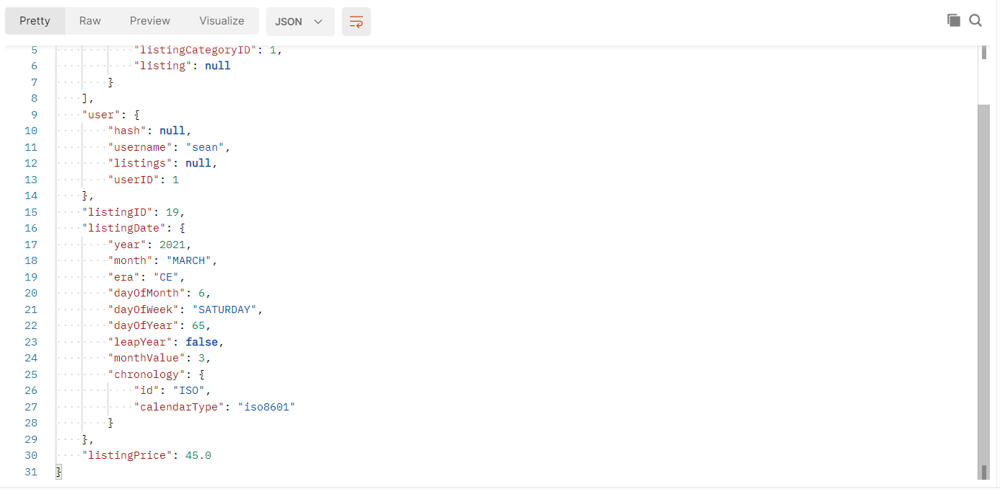 Pretty Raw Preview Visualize JSON
5 "listingCategoryID": 1,
6 "listing": null
7 }
8 ],
9 "user": {
10 "hash": null,
11 "username": "sean",
12 "listings": null,
13 "userID": 1
14 },
15 "listingID": 19,
16 "listingDate": {
17 "year": 2021,
18 "month": "MARCH",
19 "era": "CE",
20 "dayOfMonth": 6,
21 "dayOfWeek": "SATURDAY",
22 "dayOfYear": 65,
23 "leapYear": false,
24 "monthValue": 3,
25 "chronology": {
26 "id": "ISO",
27 "calendarType": "iso8601"
28 }
29 },
30 "listingPrice": 45.0
31 }